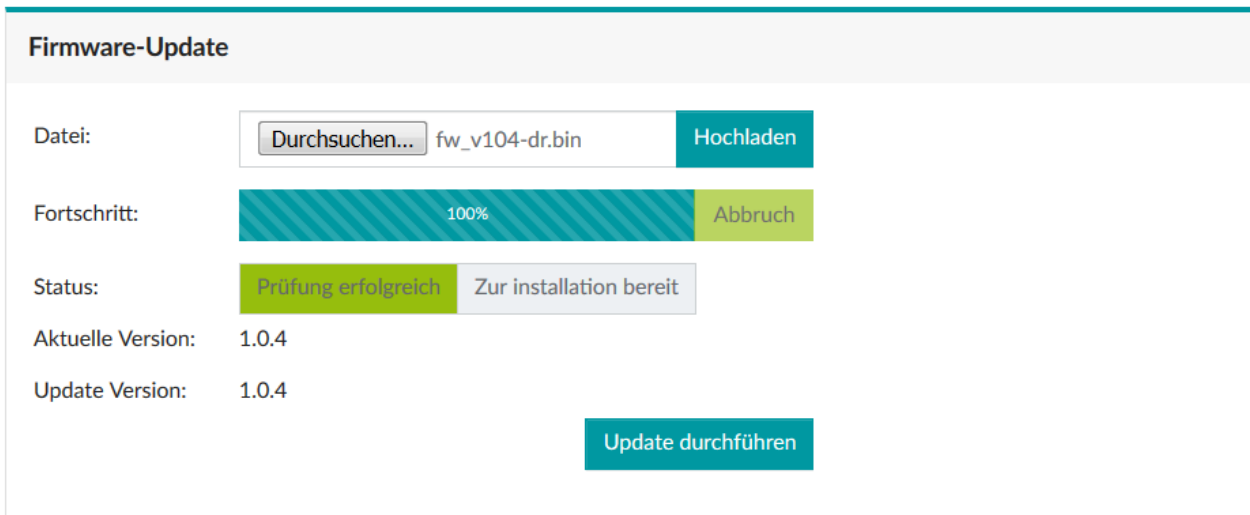 Firmware-Update
Datei: Durchsuchen... fw_v104-dr.bin Hochladen
Fortschritt: 100% Abbruch
Status: Prüfung erfolgreich Zur installation bereit
Aktuelle Version: 1.0.4
Update Version: 1.0.4
Update durchführen